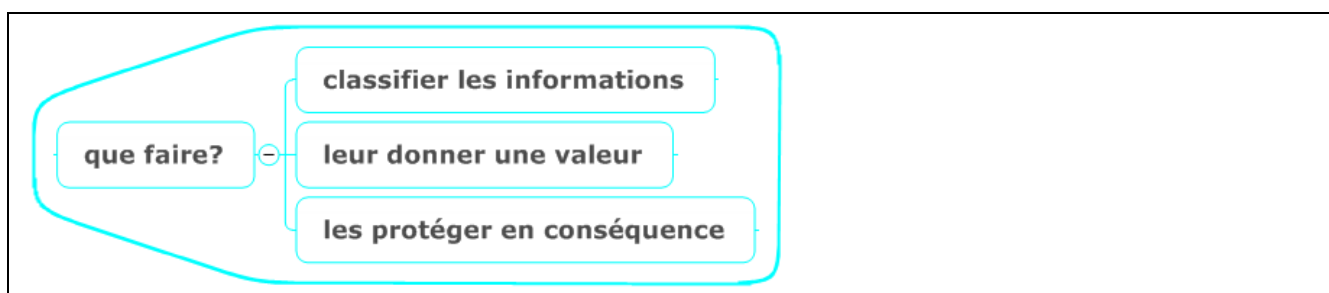 que faire?
classifier les informations
leur donner une valeur
les protéger en conséquence